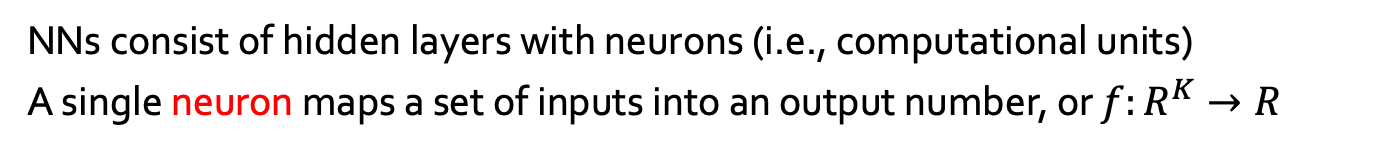 NNs consist of hidden layers with neurons (i.e., computational units)
A single neuron maps a set of inputs into an output number, or 𝑓: 𝑅ᴷ → 𝑅